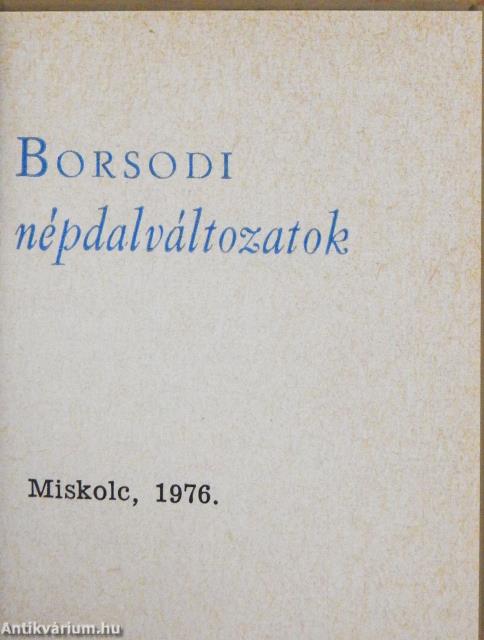 BORSODI
népdalváltozatok
Miskolc, 1976.
Antikvárium.hu